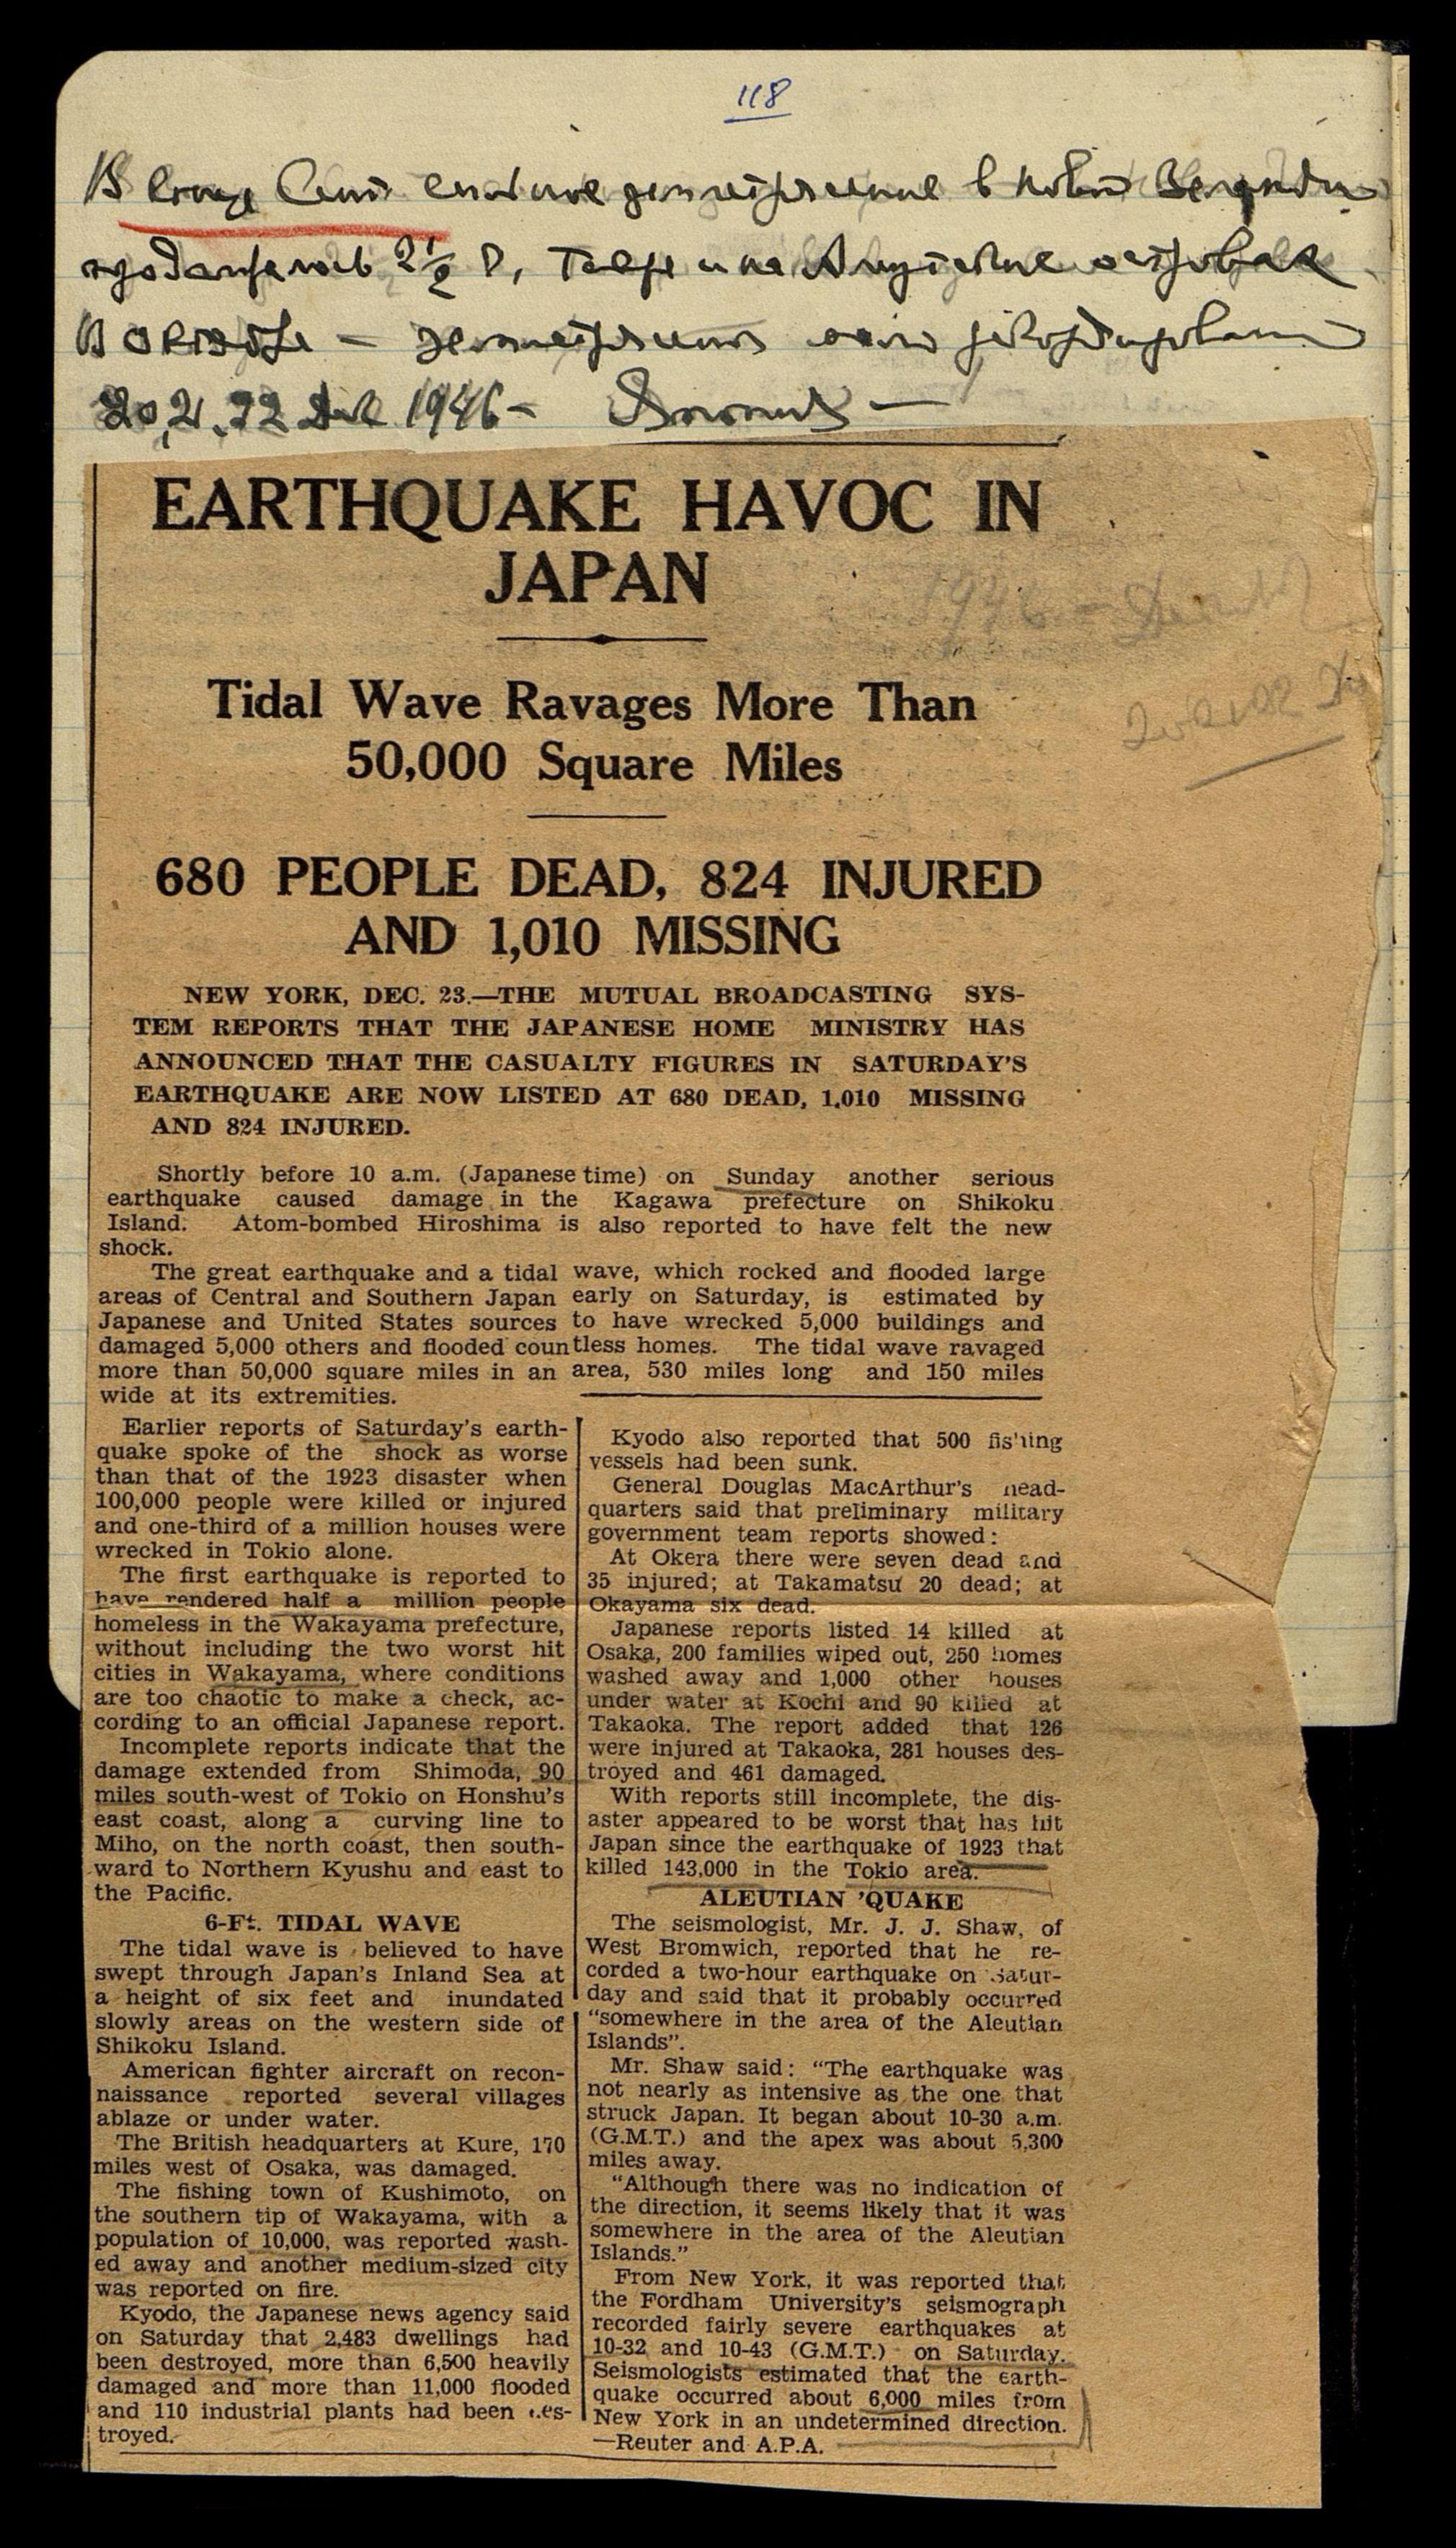 118
В конце Сент сильное землетрясение в Новой Зеландии
продолжалось 2½ , также и на Алеутские островах
В – землетрясения
20, 21, 22 Дек 1946 –
EARTHQUAKE HAVOC IN
JAPAN
1946 –
20 21 22
Tidal Wave Ravages More Than
50,000 Square Miles
680 PEOPLE DEAD, 824 INJURED
AND 1,010 MISSING
NEW YORK, DEC. 23.—THE MUTUAL BROADCASTING SYS-
TEM REPORTS THAT THE JAPANESE HOME MINISTRY HAS
ANNOUNCED THAT THE CASUALTY FIGURES IN SATURDAY'S
EARTHQUAKE ARE NOW LISTED AT 680 DEAD, 1,010 MISSING
AND 824 INJURED.
Shortly before 10 a.m. (Japanese time) on Sunday another serious
earthquake caused damage in the Kagawa prefecture on Shikoku
Island. Atom-bombed Hiroshima is also reported to have felt the new
shock.
The great earthquake and a tidal wave, which rocked and flooded large
areas of Central and Southern Japan early on Saturday, is estimated by
Japanese and United States sources to have wrecked 5,000 buildings and
damaged 5,000 others and flooded countless homes. The tidal wave ravaged
more than 50,000 square miles in an area, 530 miles long and 150 miles
wide at its extremities.
Earlier reports of Saturday's earth-
quake spoke of the shock as worse
than that of the 1923 disaster when
100,000 people were killed or injured
and one-third of a million houses were
wrecked in Tokio alone.
The first earthquake is reported to
have rendered half a million people
homeless in the Wakayama prefecture,
without including the two worst hit
cities in Wakayama, where conditions
are too chaotic to make a check, ac-
cording to an official Japanese report.
Incomplete reports indicate that the
damage extended from Shimoda, 90
miles south-west of Tokio on Honshu's
east coast, along a curving line to
Miho, on the north coast, then south-
ward to Northern Kyushu and east to
the Pacific.
6-Ft. TIDAL WAVE
The tidal wave is believed to have
swept through Japan's Inland Sea at
a height of six feet and inundated
slowly areas on the western side of
Shikoku Island.
American fighter aircraft on recon-
naissance reported several villages
ablaze or under water.
The British headquarters at Kure, 170
miles west of Osaka, was damaged.
The fishing town of Kushimoto, on
the southern tip of Wakayama, with a
population of 10,000, was reported wash-
ed away and another medium-sized city
was reported on fire.
Kyodo, the Japanese news agency said
on Saturday that 2,483 dwellings had
been destroyed, more than 6,500 heavily
damaged and more than 11,000 flooded
and 110 industrial plants had been des-
troyed.
Kyodo also reported that 500 fishing
vessels had been sunk.
General Douglas MacArthur's head-
quarters said that preliminary military
government team reports showed:
At Okera there were seven dead and
35 injured; at Takamatsu 20 dead; at
Okayama six dead.
Japanese reports listed 14 killed at
Osaka, 200 families wiped out, 250 homes
washed away and 1,000 other houses
under water at Kochi and 90 killed at
Takaoka. The report added that 126
were injured at Takaoka, 281 houses des-
troyed and 461 damaged.
With reports still incomplete, the dis-
aster appeared to be worst that has hit
Japan since the earthquake of 1923 that
killed 143,000 in the Tokio area.
ALEUTIAN 'QUAKE
The seismologist, Mr. J. J. Shaw, of
West Bromwich, reported that he re-
corded a two-hour earthquake on Satur-
day and said that it probably occurred
"somewhere in the area of the Aleutian
Islands".
Mr. Shaw said: "The earthquake was
not nearly as intensive as the one that
struck Japan. It began about 10-30 a.m.
(G.M.T.) and the apex was about 5,300
miles away.
"Although there was no indication of
the direction, it seems likely that it was
somewhere in the area of the Aleutian
Islands."
From New York, it was reported that
the Fordham University's seismograph
recorded fairly severe earthquakes at
10-32 and 10-43 (G.M.T.) on Saturday.
Seismologists estimated that the earth-
quake occurred about 6,000 miles from
New York in an undetermined direction.
—Reuter and A.P.A.